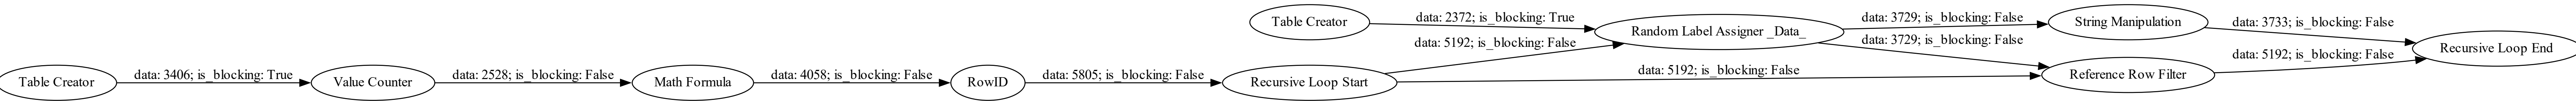 Table Creator
data: 2372; is_blocking: True
Random Label Assigner _Data_
data: 3729; is_blocking: False
String Manipulation
data: 3733; is_blocking: False
data: 5192; is_blocking: False
data: 3729; is_blocking: False
Recursive Loop End
data: 5192; is_blocking: False
Table Creator
data: 3406; is_blocking: True
Value Counter
data: 2528; is_blocking: False
Math Formula
data: 4058; is_blocking: False
RowID
data: 5805; is_blocking: False
Recursive Loop Start
data: 5192; is_blocking: False
Reference Row Filter